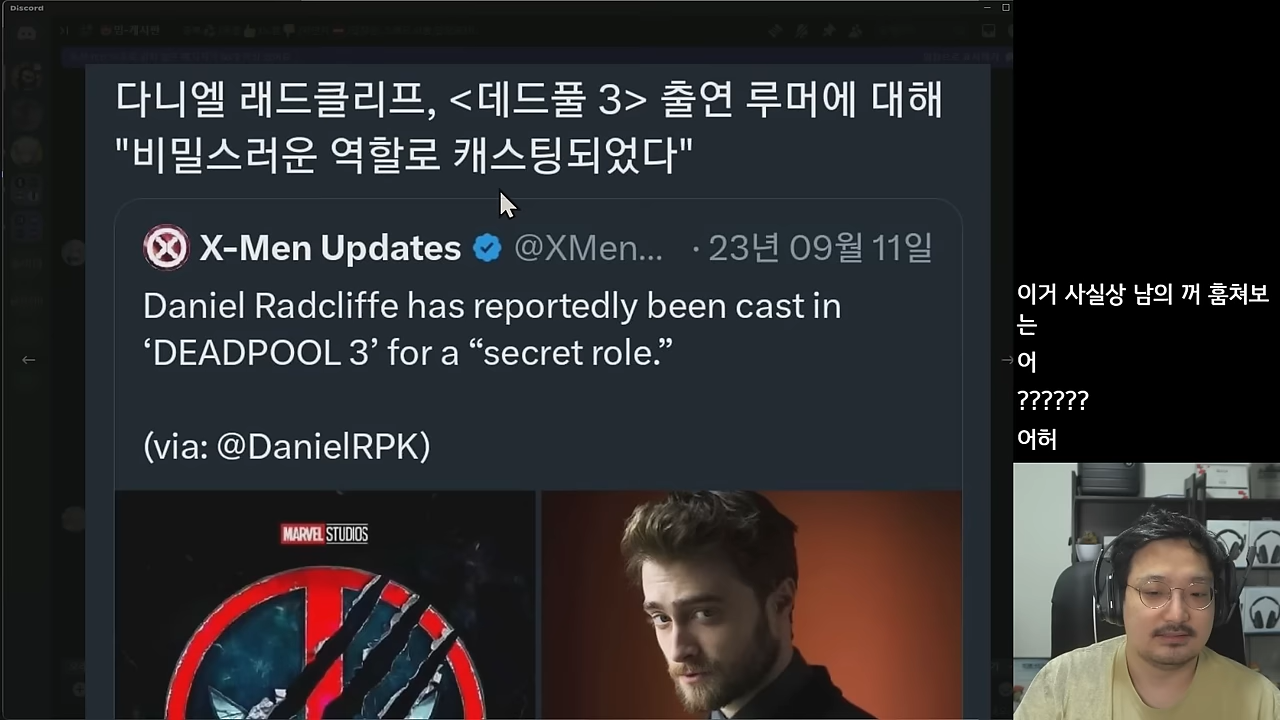 Discord
다니엘 래드클리프, <데드풀 3> 출연 루머에 대해
"비밀스러운 역할로 캐스팅되었다"
X-Men Updates @XMen... · 23년 09월 11일
Daniel Radcliffe has reportedly been cast in
‘DEADPOOL 3’ for a “secret role.”
(via: @DanielRPK)
MARVEL STUDIOS
이거 사실상 남의 꺼 훔쳐보
는
어
??????
어허